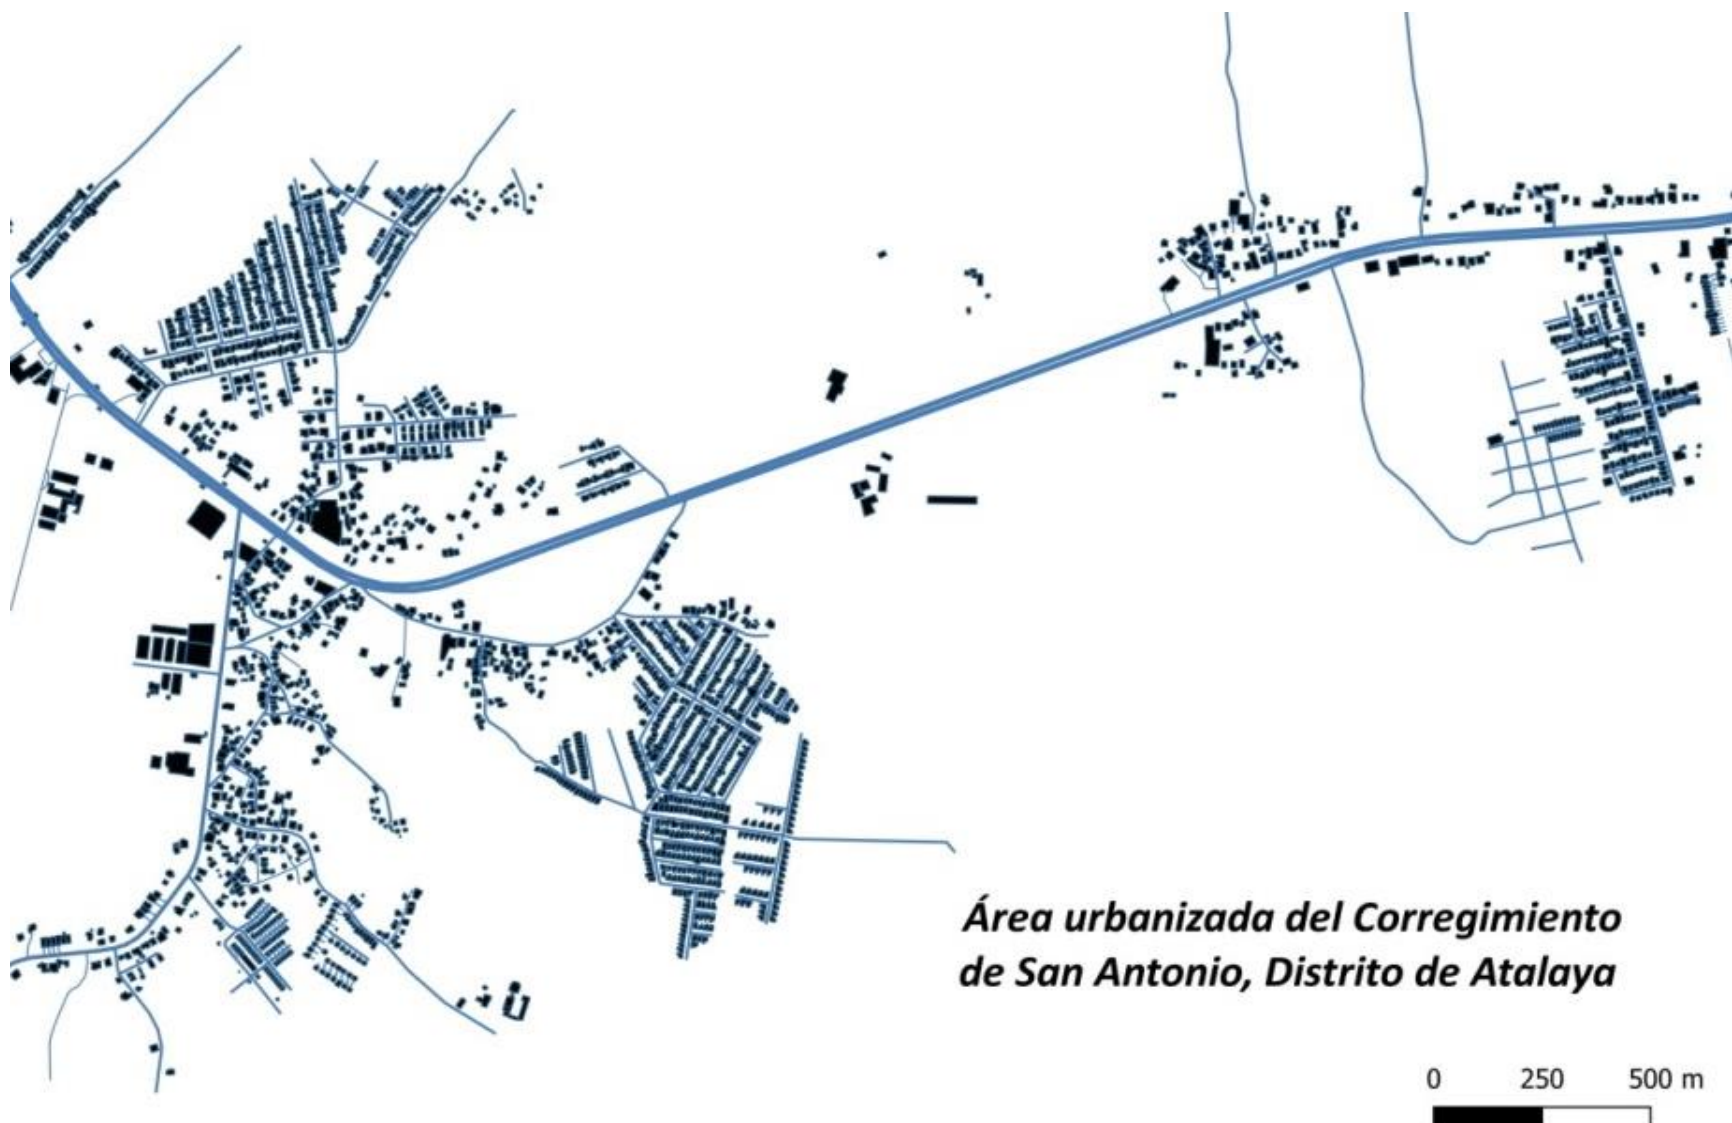 Área urbanizada del Corregimiento
de San Antonio, Distrito de Atalaya
0 250 500 m